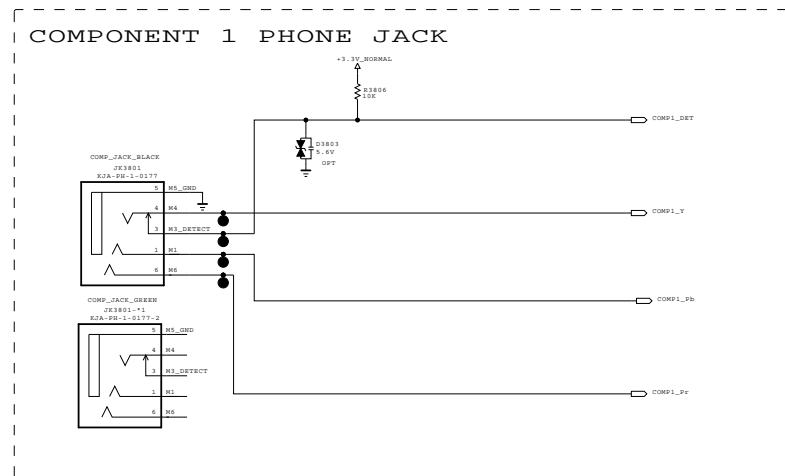 COMPONENT 1 PHONE JACK
+3.3V_NORMAL
R3806
10K
COMP1_DET
D3803
5.6V
OPT
COMP_JACK_BLACK
JK3801
KJA-PH-1-0177
5 M5_GND
4 M4
COMP1_Y
3 M3_DETECT
1 M1
6 M6
COMP1_Pb
COMP_JACK_GREEN
JK3801-*1
KJA-PH-1-0177-2
5 M5_GND
4 M4
3 M3_DETECT
1 M1
COMP1_Pr
6 M6